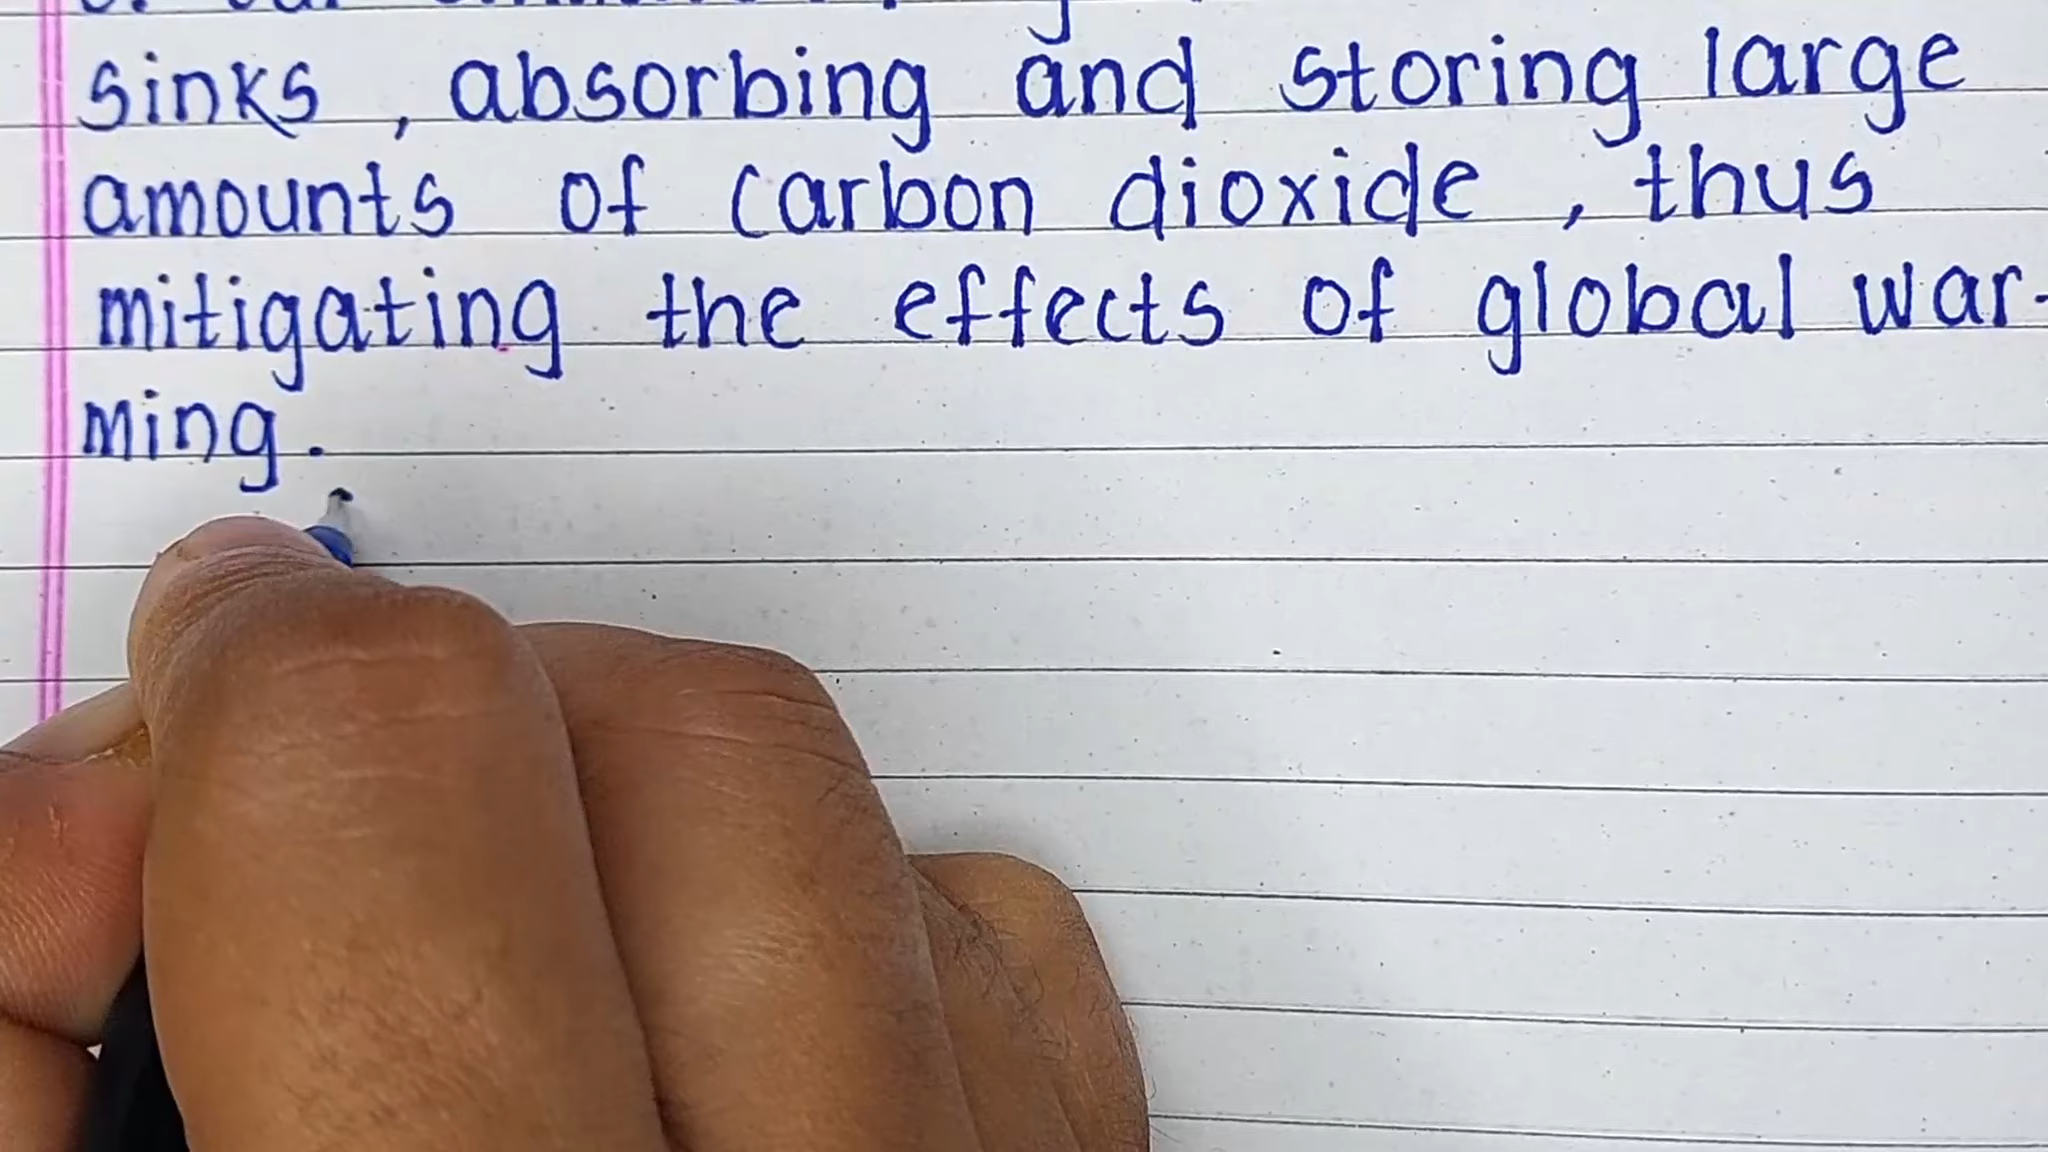 sinks , absorbing and storing large
amounts of carbon dioxide , thus
mitigating the effects of global war-
ming .